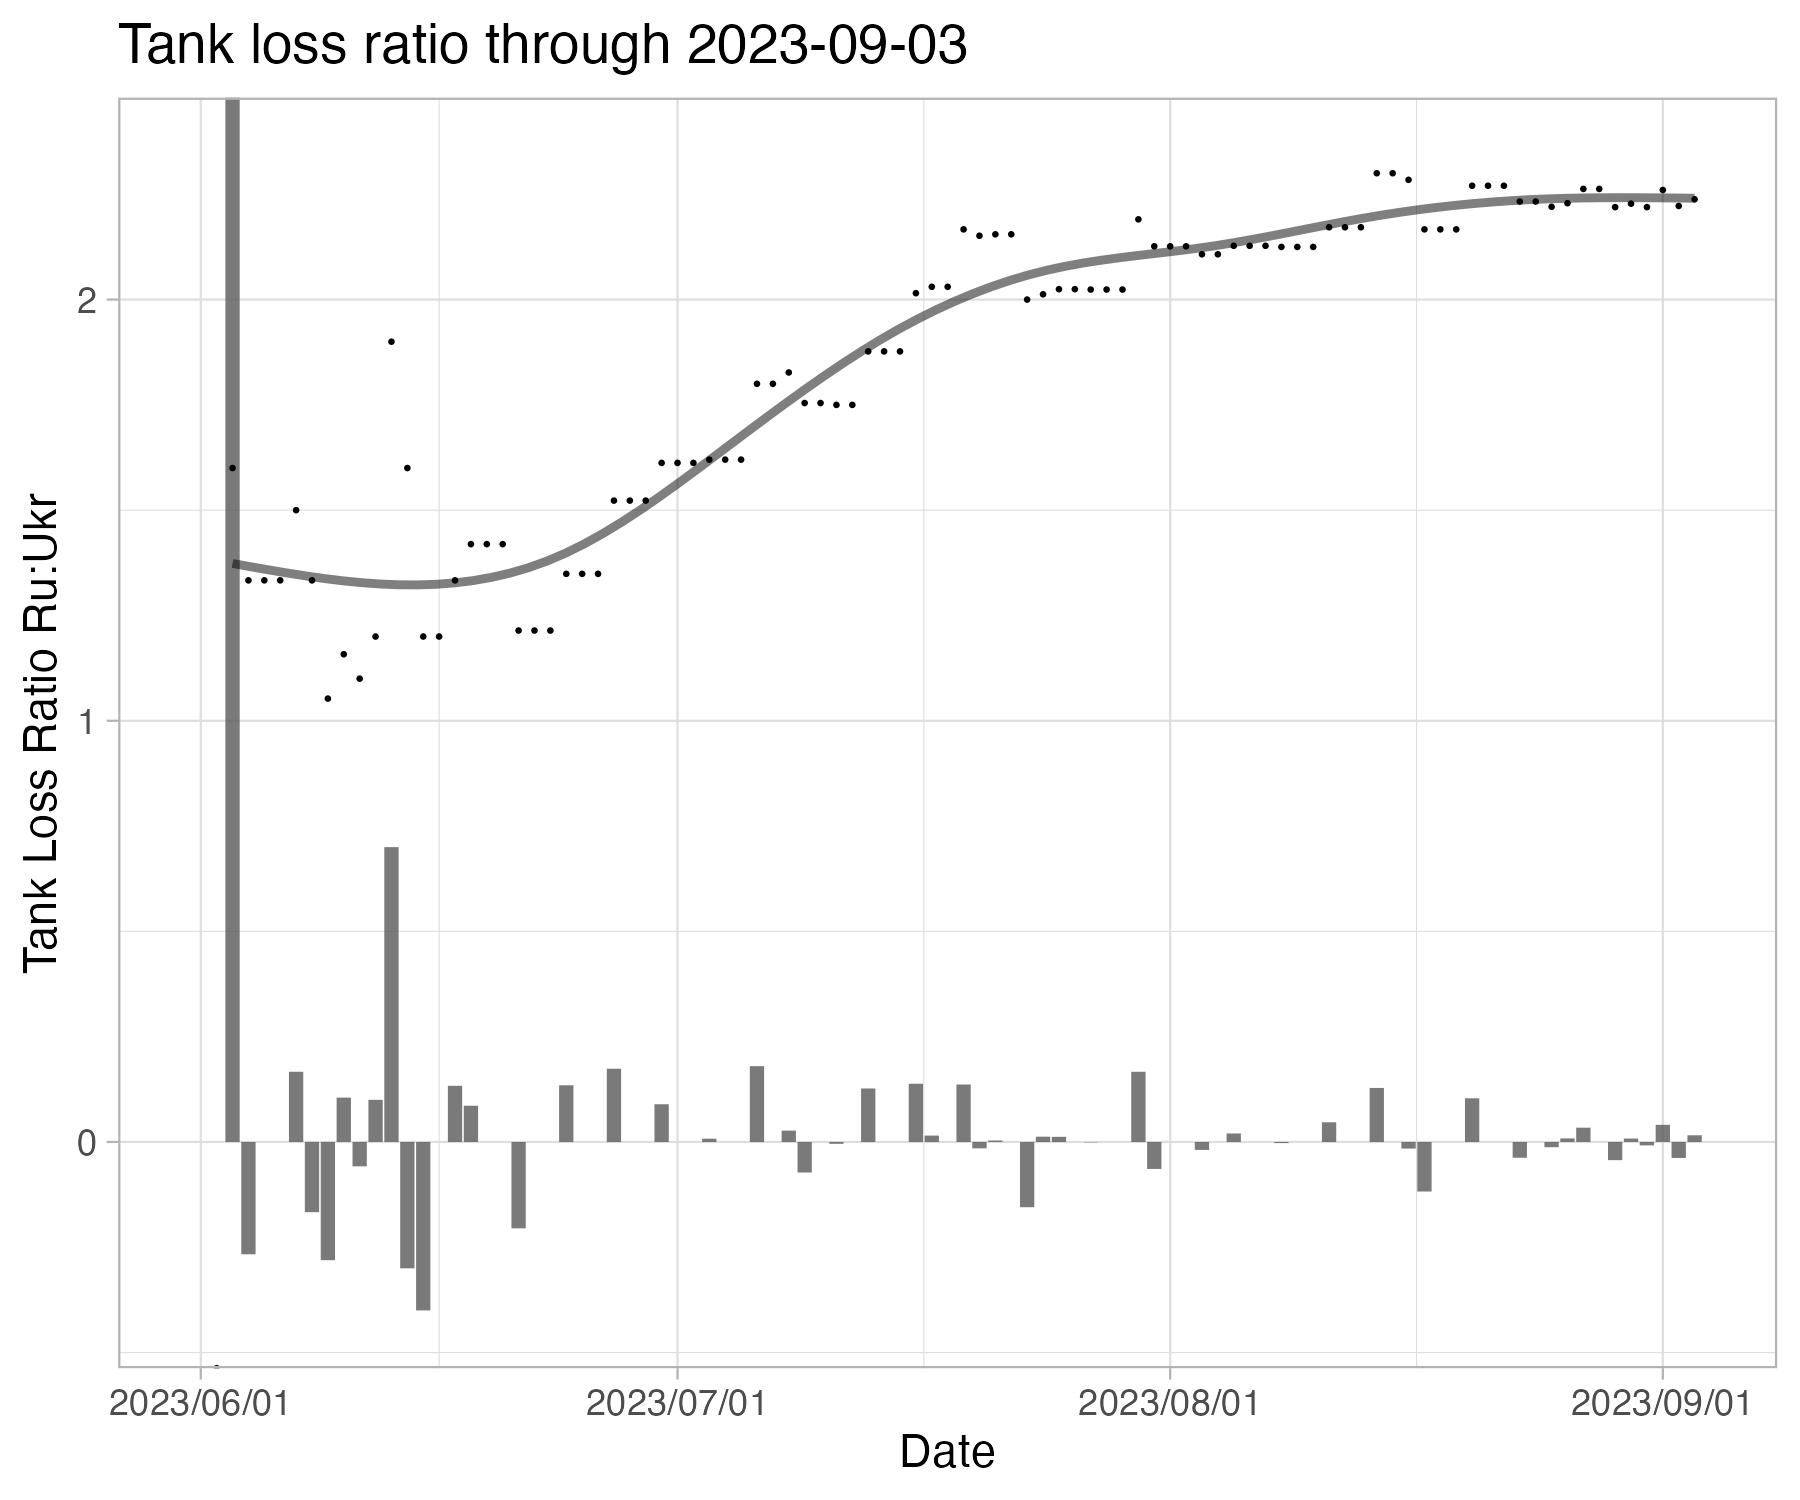 Tank loss ratio through 2023-09-03
Tank Loss Ratio Ru:Ukr
2
1
0
2023/06/01 2023/07/01 2023/08/01 2023/09/01
Date